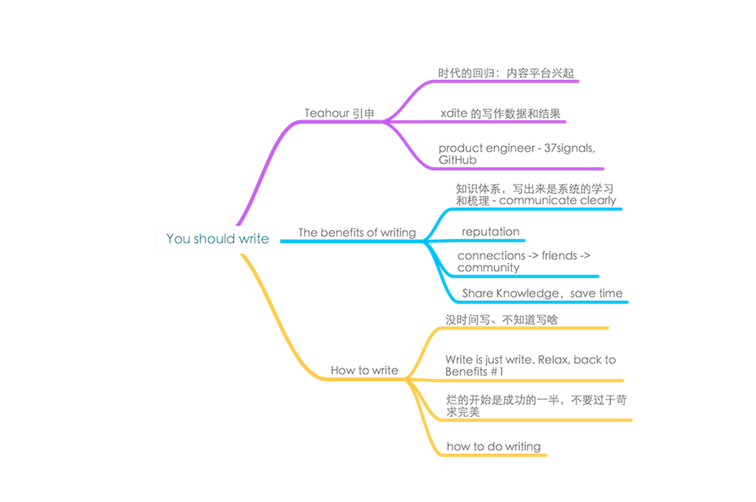 You should write
Teahour 引申
时代的回归：内容平台兴起
xdite 的写作数据和结果
product engineer - 37signals,
GitHub
The benefits of writing
知识体系，写出来是系统的学习
和梳理 - communicate clearly
reputation
connections -> friends ->
community
Share Knowledge，save time
How to write
没时间写、不知道写啥
Write is just write. Relax, back to
Benefits #1
烂的开始是成功的一半，不要过于苛
求完美
how to do writing